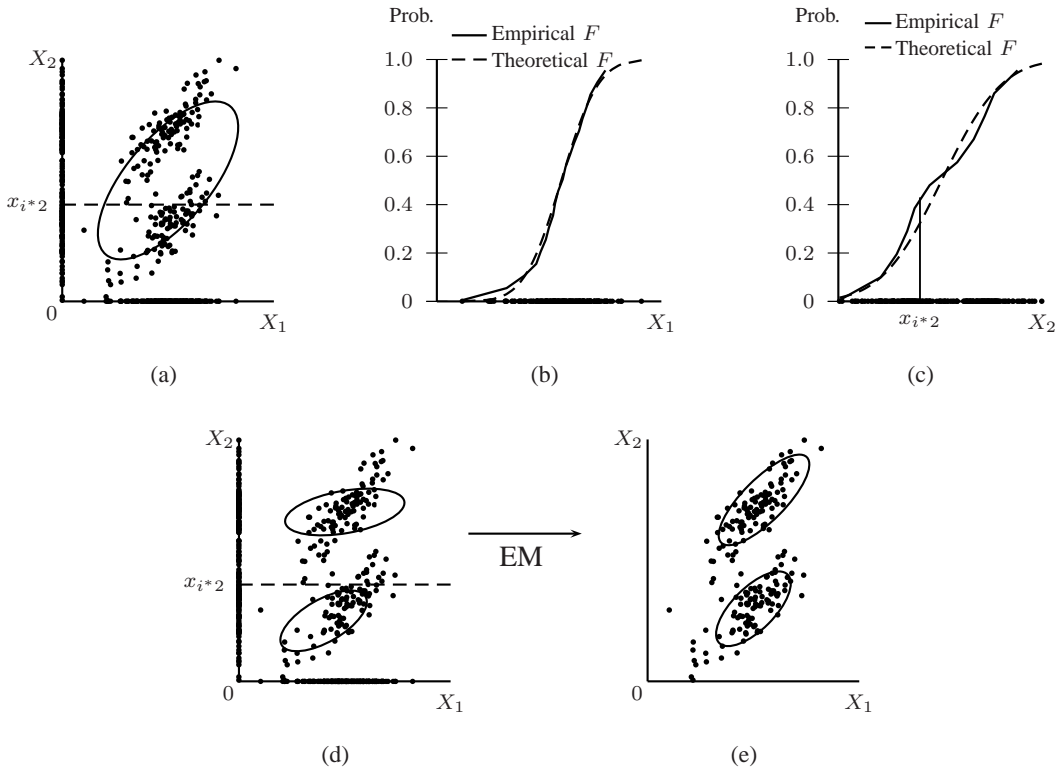 X₂
x_{i*2}
0
X₁
(a)
Prob.
Empirical F
Theoretical F
1.0
0.8
0.6
0.4
0.2
0
X₁
(b)
Prob.
Empirical F
Theoretical F
1.0
0.8
0.6
0.4
0.2
0
x_{i*2}
X₂
(c)
X₂
x_{i*2}
0
X₁
(d)
EM
X₂
0
X₁
(e)